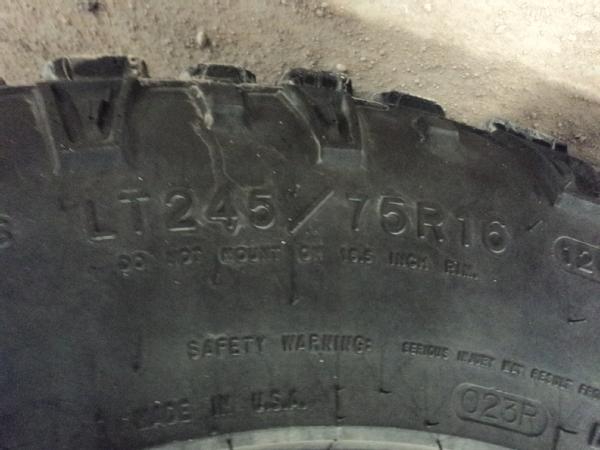 LT245/75R16
DO NOT MOUNT ON 16.5 INCH RIM.
SAFETY WARNING: SERIOUS INJURY MAY RESULT FROM
MADE IN U.S.A.
023R